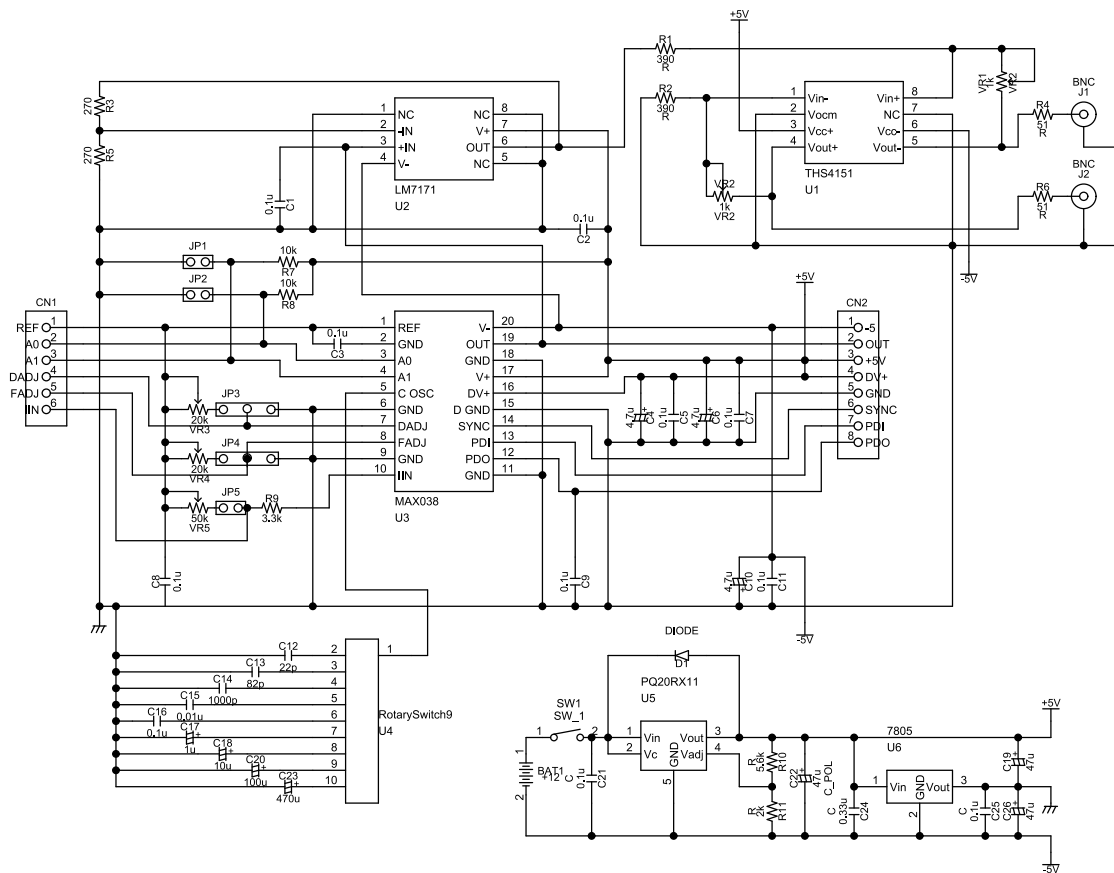 +5V
R1
390
R
R2
390
R
270
R3
270
R5
1 NC
2 -IN
3 +IN
4 V-
NC 8
V+ 7
OUT 6
NC 5
LM7171
U2
0.1u
C1
0.1u
C2
1 Vin-
2 Vocm
3 Vcc+
4 Vout+
Vin+ 8
NC 7
Vcc- 6
Vout- 5
THS4151
U1
VR1
1k
VR2
VR2
1k
VR2
R4
51
R
BNC
J1
R6
51
R
BNC
J2
-5V
+5V
JP1
10k
R7
JP2
10k
R8
CN1
REF 1
A0 2
A1 3
DADJ 4
FADJ 5
IIN 6
0.1u
C3
1 REF
2 GND
3 A0
4 A1
5 C OSC
6 GND
7 DADJ
8 FADJ
9 GND
10 IIN
V- 20
OUT 19
GND 18
V+ 17
DV+ 16
D GND 15
SYNC 14
PDI 13
PDO 12
GND 11
MAX038
U3
JP3
20k
VR3
JP4
20k
VR4
JP5
50k
VR5
R9
3.3k
4.7u
C4
0.1u
C5
4.7u
C6
0.1u
C7
CN2
1 -5
2 OUT
3 +5V
4 DV+
5 GND
6 SYNC
7 PDI
8 PDO
C8
0.1u
0.1u
C9
4.7u
C10
0.1u
C11
-5V
C12
22p
C13
82p
C14
1000p
C15
0.01u
C16
0.1u
C17
1u
C18
10u
C20
100u
C23
470u
2
3
4
5
6
7
8
9
10
1
RotarySwitch9
U4
DIODE
D1
PQ20RX11
U5
SW1
SW_1
1
2
1
BAT1
+12
2
C
0.1u
C21
1 Vin
2 Vc
GND
5
Vout 3
Vadj 4
R
5.6k
R10
R
2k
R11
C22
47u
C_POL
7805
U6
1 Vin
GND
2
Vout 3
C
0.33u
C24
C
0.1u
C25
C19
47u
C26
47u
+5V
-5V